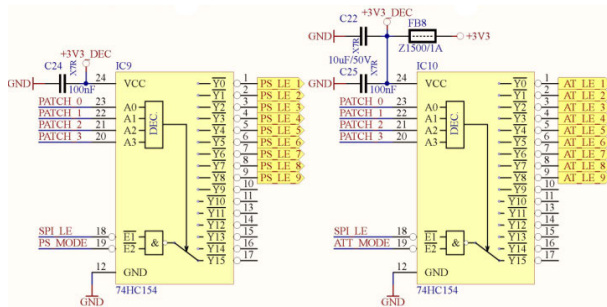 C24
X7R
100nF
+3V3_DEC
GND
IC9
24
VCC
PATCH_0 23 A0
PATCH_1 22 A1
PATCH_2 21 A2
PATCH_3 20 A3
DEC.
Y0 1 PS_LE_1
Y1 2 PS_LE_2
Y2 3 PS_LE_3
Y3 4 PS_LE_4
Y4 5 PS_LE_5
Y5 6 PS_LE_6
Y6 7 PS_LE_7
Y7 8 PS_LE_8
Y8 9 PS_LE_9
Y9 10
Y10 11
Y11 13
Y12 14
Y13 15
Y14 16
Y15 17
SPI_LE 18 E1
PS_MODE 19 E2
&
12 GND
GND
74HC154
C22
X7R
10uF/50V
GND
FB8
Z1500/1A
+3V3
+3V3_DEC
C25
X7R
100nF
GND
IC10
24
VCC
PATCH_0 23 A0
PATCH_1 22 A1
PATCH_2 21 A2
PATCH_3 20 A3
DEC.
Y0 1 AT_LE_1
Y1 2 AT_LE_2
Y2 3 AT_LE_3
Y3 4 AT_LE_4
Y4 5 AT_LE_5
Y5 6 AT_LE_6
Y6 7 AT_LE_7
Y7 8 AT_LE_8
Y8 9 AT_LE_9
Y9 10
Y10 11
Y11 13
Y12 14
Y13 15
Y14 16
Y15 17
SPI_LE 18 E1
ATT_MODE 19 E2
&
12 GND
GND
74HC154